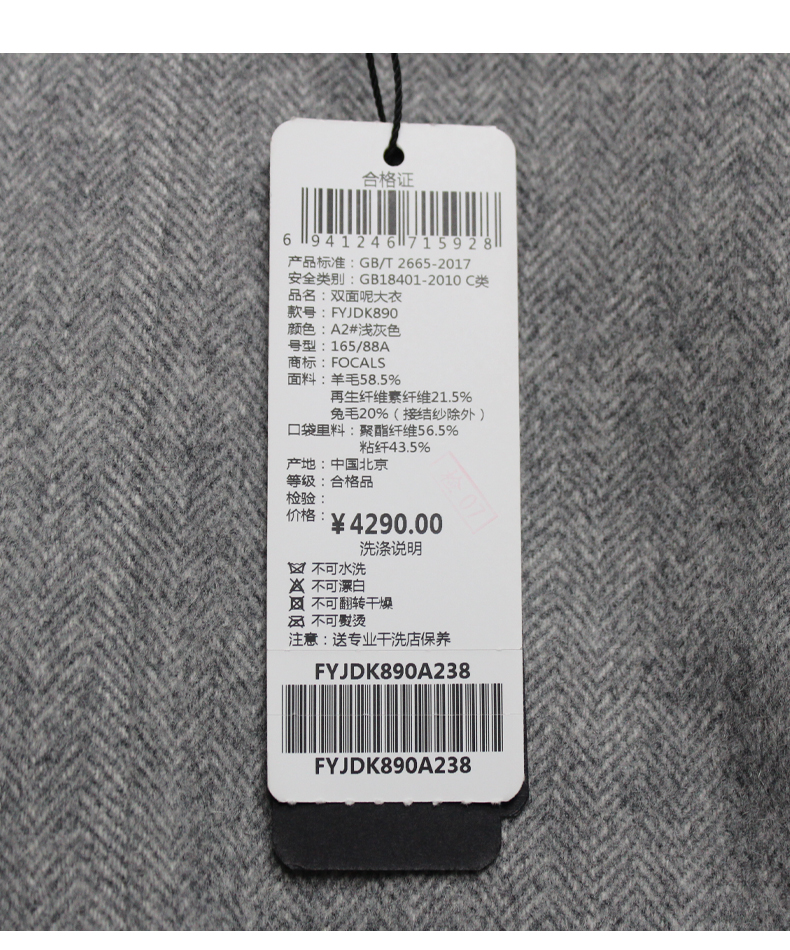 合格证
6 941246 715928
产品标准：GB/T 2665-2017
安全类别：GB18401-2010 C类
品名：双面呢大衣
款号：FYJDK890
颜色：A2#浅灰色
号型：165/88A
商标：FOCALS
面料：羊毛58.5%
再生纤维素纤维21.5%
兔毛20%（接结纱除外）
口袋里料：聚酯纤维56.5%
粘纤43.5%
产地：中国北京
等级：合格品
检验：
价格：¥4290.00
洗涤说明
不可水洗
不可漂白
不可翻转干燥
不可熨烫
注意：送专业干洗店保养
FYJDK890A238
FYJDK890A238